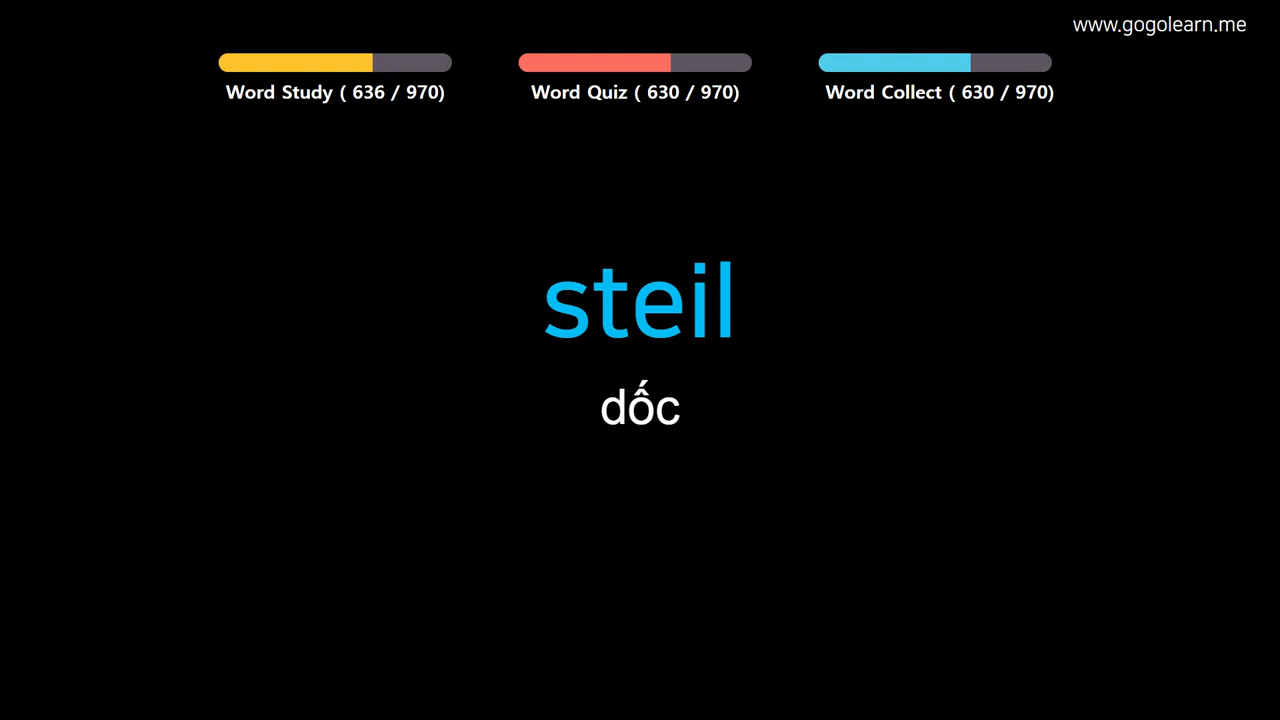 www.gogolearn.me
Word Study ( 636 / 970)
Word Quiz ( 630 / 970)
Word Collect ( 630 / 970)
steil
dốc